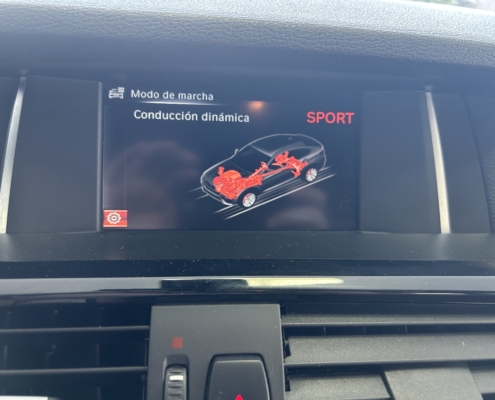 Modo de marcha
Conducción dinámica
SPORT